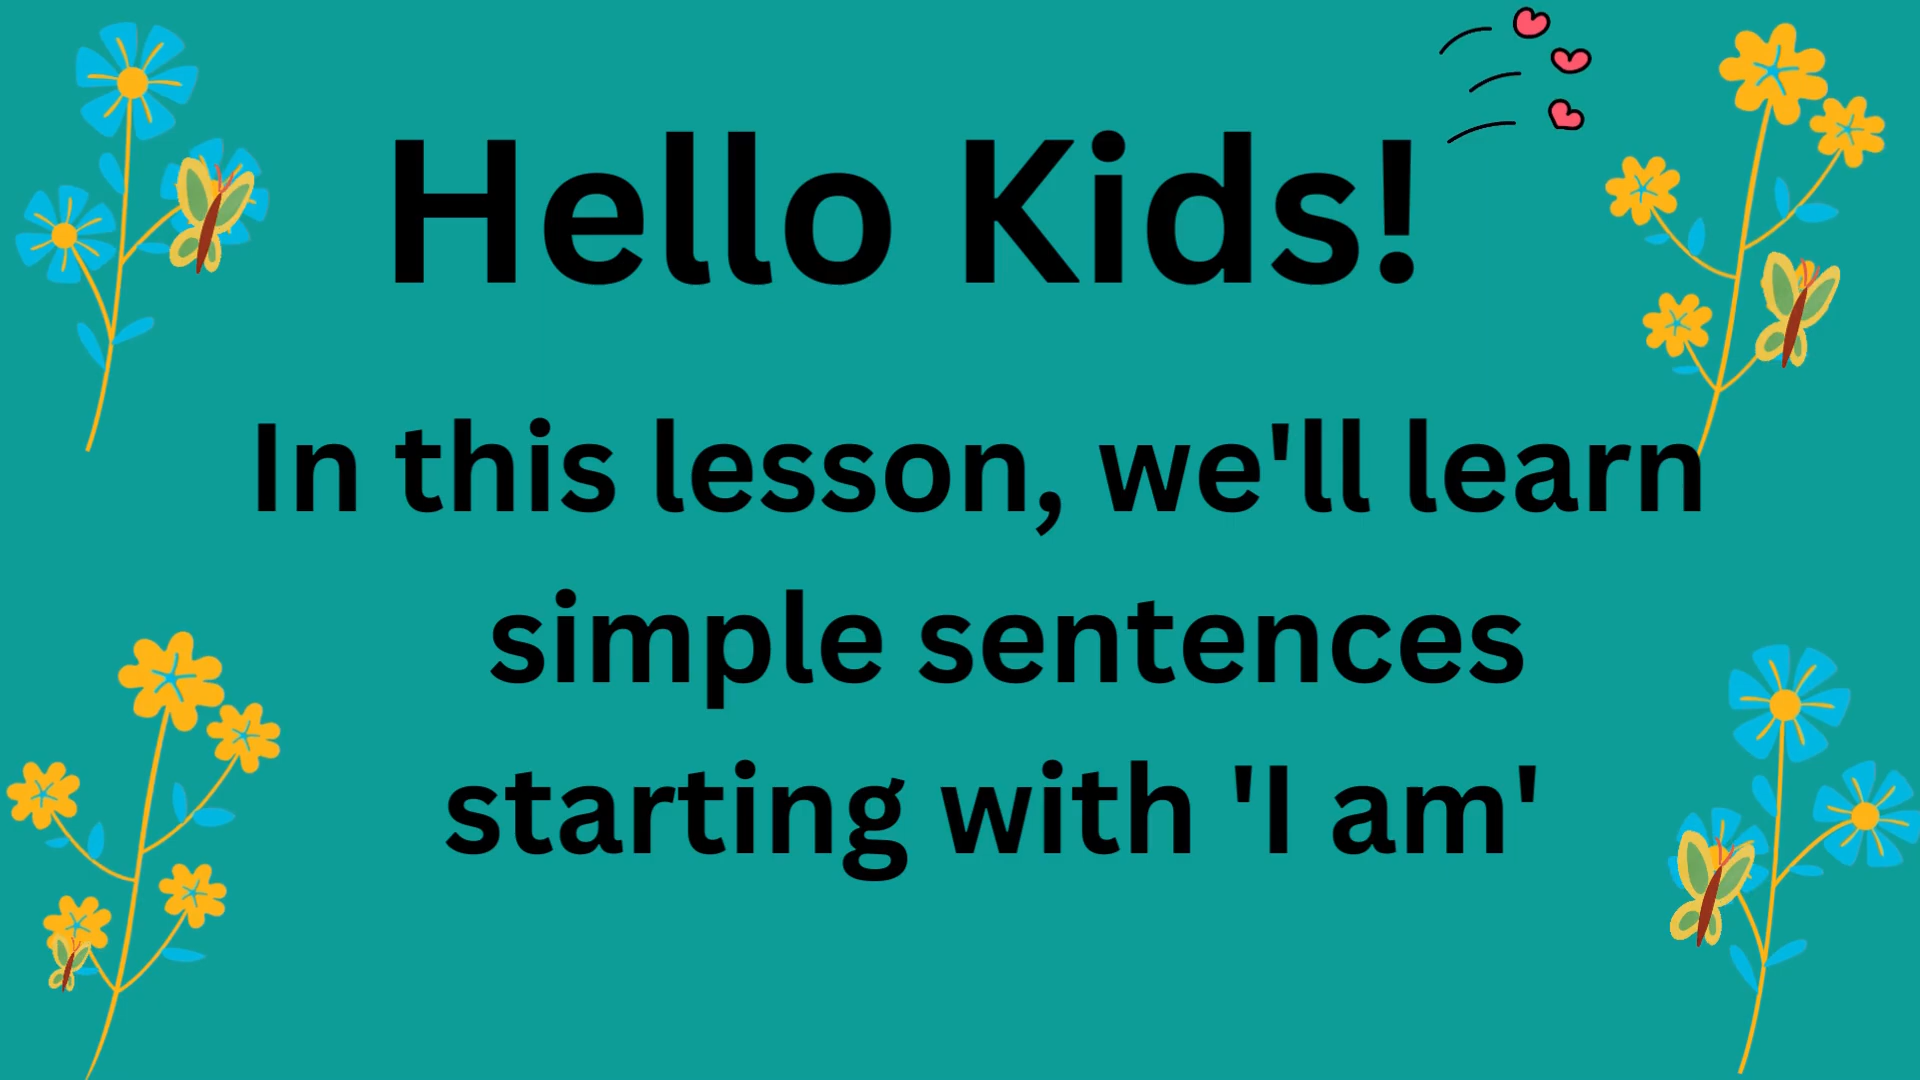 Hello Kids!
In this lesson, we'll learn
simple sentences
starting with 'I am'